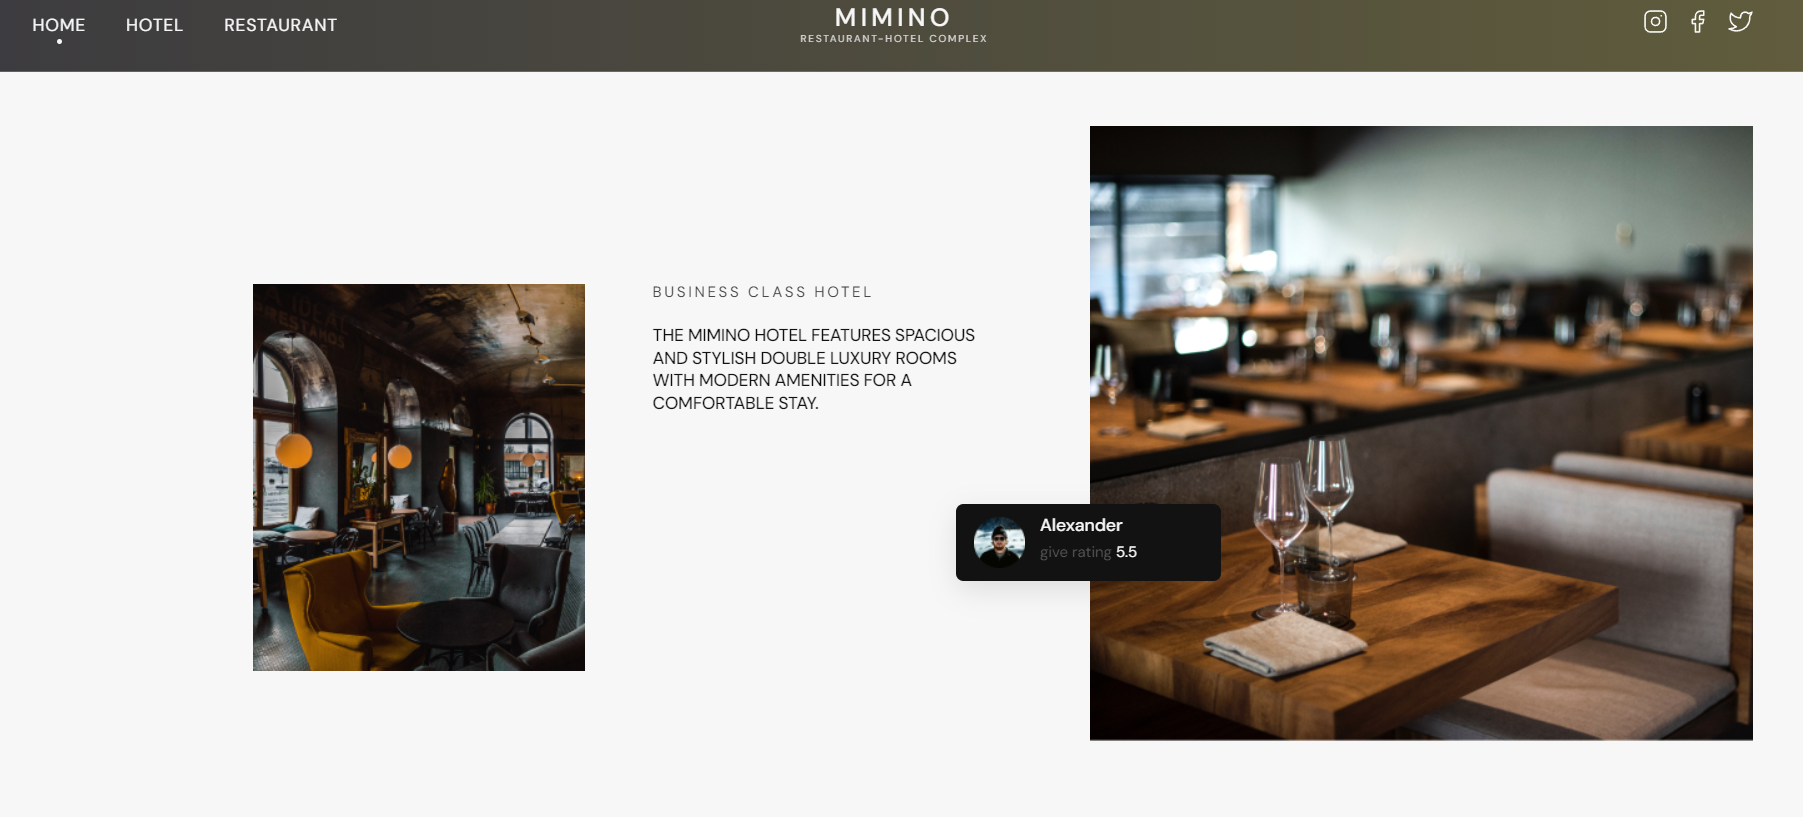 HOME
HOTEL
RESTAURANT
MIMINO
RESTAURANT-HOTEL COMPLEX
BUSINESS CLASS HOTEL
THE MIMINO HOTEL FEATURES SPACIOUS
AND STYLISH DOUBLE LUXURY ROOMS
WITH MODERN AMENITIES FOR A
COMFORTABLE STAY.
Alexander
give rating 5.5